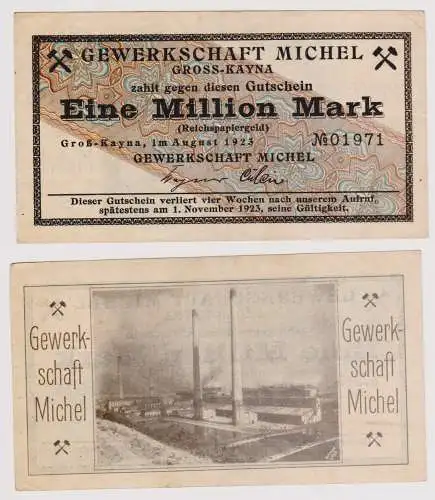 GEWERKSCHAFT MICHEL
GROSS-KAYNA
zahlt gegen diesen Gutschein
Eine Million Mark
(Reichspapiergeld)
Groß-Kayna, im August 1923
№01971
GEWERKSCHAFT MICHEL
Dieser Gutschein verliert vier Wochen nach unserem Aufruf,
spätestens am 1. November 1923, seine Gültigkeit.
Gewerk-
schaft
Michel
Gewerk-
schaft
Michel